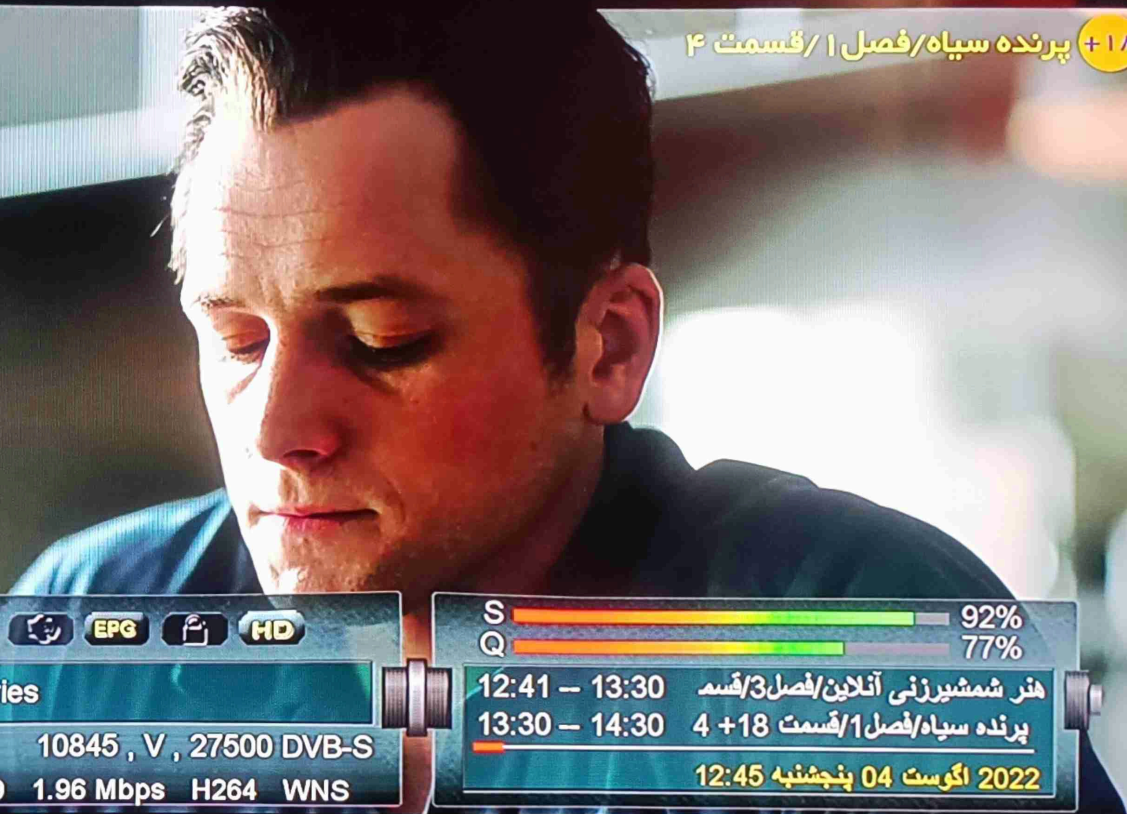 +۱۸ پرنده سیاه/فصل۱/قسمت ۴
S 92%
Q 77%
EPG HD
ies
10845 , V , 27500 DVB-S
1.96 Mbps H264 WNS
12:41 – 13:30 هنر شمشیرزنی آنلاین/فصل3/قسمـ
13:30 – 14:30 پرنده سیاه/فصل1/قسمت 4 +18
2022 اگوست 04 پنجشنبه 12:45